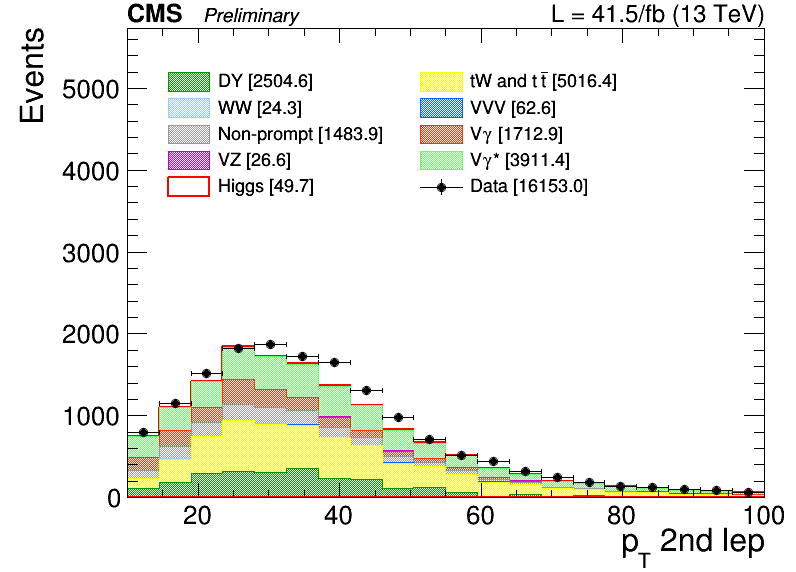 CMS Preliminary L = 41.5/fb (13 TeV)
Events
DY [2504.6] tW and tt̄ [5016.4]
WW [24.3] VVV [62.6]
Non-prompt [1483.9] Vγ [1712.9]
VZ [26.6] Vγ* [3911.4]
Higgs [49.7] Data [16153.0]
5000
4000
3000
2000
1000
0
20 40 60 80 100
p_T 2nd lep